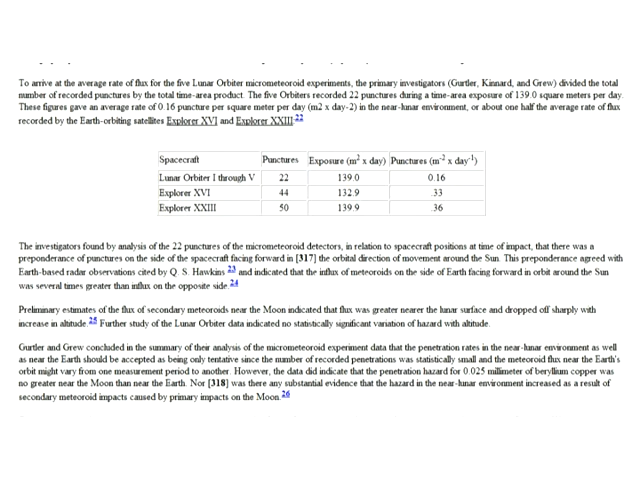 To arrive at the average rate of flux for the five Lunar Orbiter micrometeoroid experiments, the primary investigators (Gurtler, Kinnard, and Grew) divided the total
number of recorded punctures by the total time-area product. The five Orbiters recorded 22 punctures during a time-area exposure of 139.0 square meters per day.
These figures gave an average rate of 0.16 puncture per square meter per day (m2 x day-2) in the near-lunar environment, or about one half the average rate of flux
recorded by the Earth-orbiting satellites Explorer XVI and Explorer XXIII.22
Spacecraft Punctures Exposure (m² x day) Punctures (m⁻² x day⁻¹)
Lunar Orbiter I through V 22 139.0 0.16
Explorer XVI 44 132.9 .33
Explorer XXIII 50 139.9 .36
The investigators found by analysis of the 22 punctures of the micrometeoroid detectors, in relation to spacecraft positions at time of impact, that there was a
preponderance of punctures on the side of the spacecraft facing forward in [317] the orbital direction of movement around the Sun. This preponderance agreed with
Earth-based radar observations cited by Q. S. Hawkins 23 and indicated that the influx of meteoroids on the side of Earth facing forward in orbit around the Sun
was several times greater than influx on the opposite side.24
Preliminary estimates of the flux of secondary meteoroids near the Moon indicated that flux was greater nearer the lunar surface and dropped off sharply with
increase in altitude.25 Further study of the Lunar Orbiter data indicated no statistically significant variation of hazard with altitude.
Gurtler and Grew concluded in the summary of their analysis of the micrometeoroid experiment data that the penetration rates in the near-lunar environment as well
as near the Earth should be accepted as being only tentative since the number of recorded penetrations was statistically small and the meteoroid flux near the Earth's
orbit might vary from one measurement period to another. However, the data did indicate that the penetration hazard for 0.025 millimeter of beryllium copper was
no greater near the Moon than near the Earth. Nor [318] was there any substantial evidence that the hazard in the near-lunar environment increased as a result of
secondary meteoroid impacts caused by primary impacts on the Moon.26